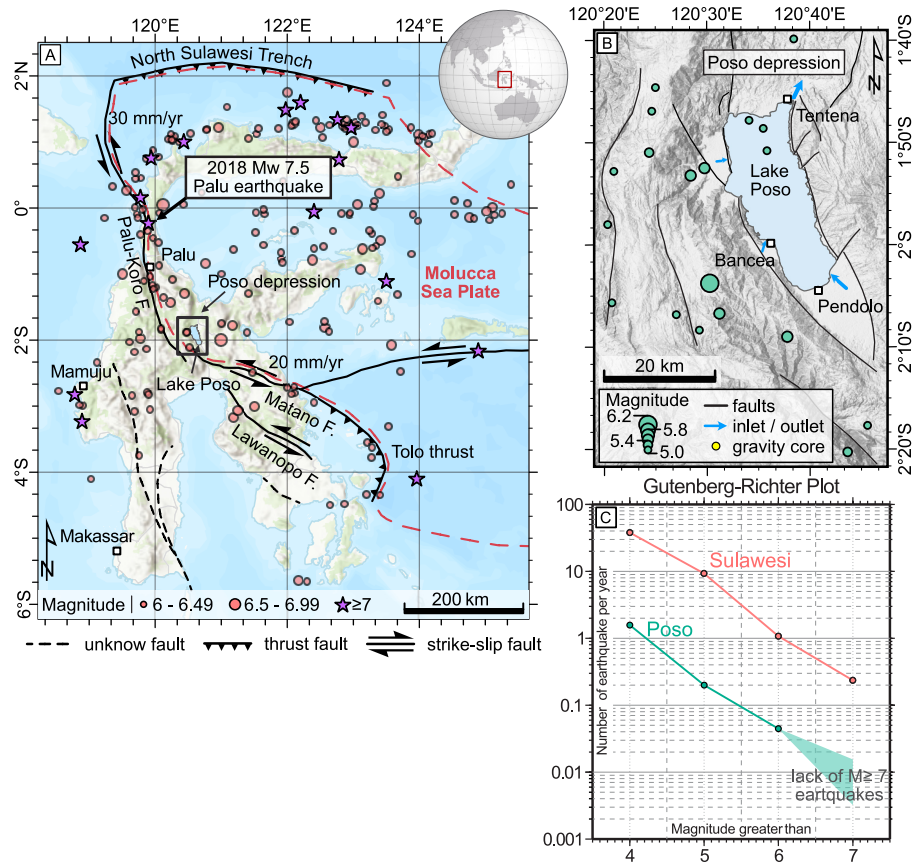 120°0' 122°0' 124°0'
A
North Sulawesi Trench
2°N
30 mm/yr
2018 Mw 7.5
Palu earthquake
0°
Palu-Koro F.
Palu
Poso depression
Molucca
Sea Plate
2°S
20 mm/yr
Lake Poso
Mamuju
Matano F.
Lawanopo F.
Tolo thrust
4°S
Makassar
N
6°S
Magnitude 6 - 6.49 6.5 - 6.99 ≥7
200 km
unknow fault thrust fault strike-slip fault
120°20' 120°30' 120°40'
B
1°40'
N
Poso depression
Tentena
1°50'
Lake
Poso
2°S
Bancea
Pendolo
2°10'
20 km
Magnitude
6.2
5.8
5.4
5.0
faults
inlet / outlet
gravity core
2°20'S
Gutenberg-Richter Plot
C
100
10
1
0.1
0.01
0.001
Number of earthquake per year
Sulawesi
Poso
lack of M≥ 7
eartquakes
Magnitude greater than
4 5 6 7